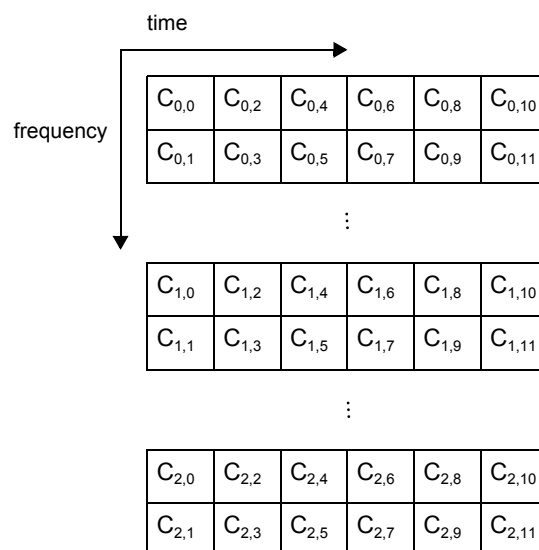 time
frequency
C0,0 C0,2 C0,4 C0,6 C0,8 C0,10
C0,1 C0,3 C0,5 C0,7 C0,9 C0,11
⋮
C1,0 C1,2 C1,4 C1,6 C1,8 C1,10
C1,1 C1,3 C1,5 C1,7 C1,9 C1,11
⋮
C2,0 C2,2 C2,4 C2,6 C2,8 C2,10
C2,1 C2,3 C2,5 C2,7 C2,9 C2,11